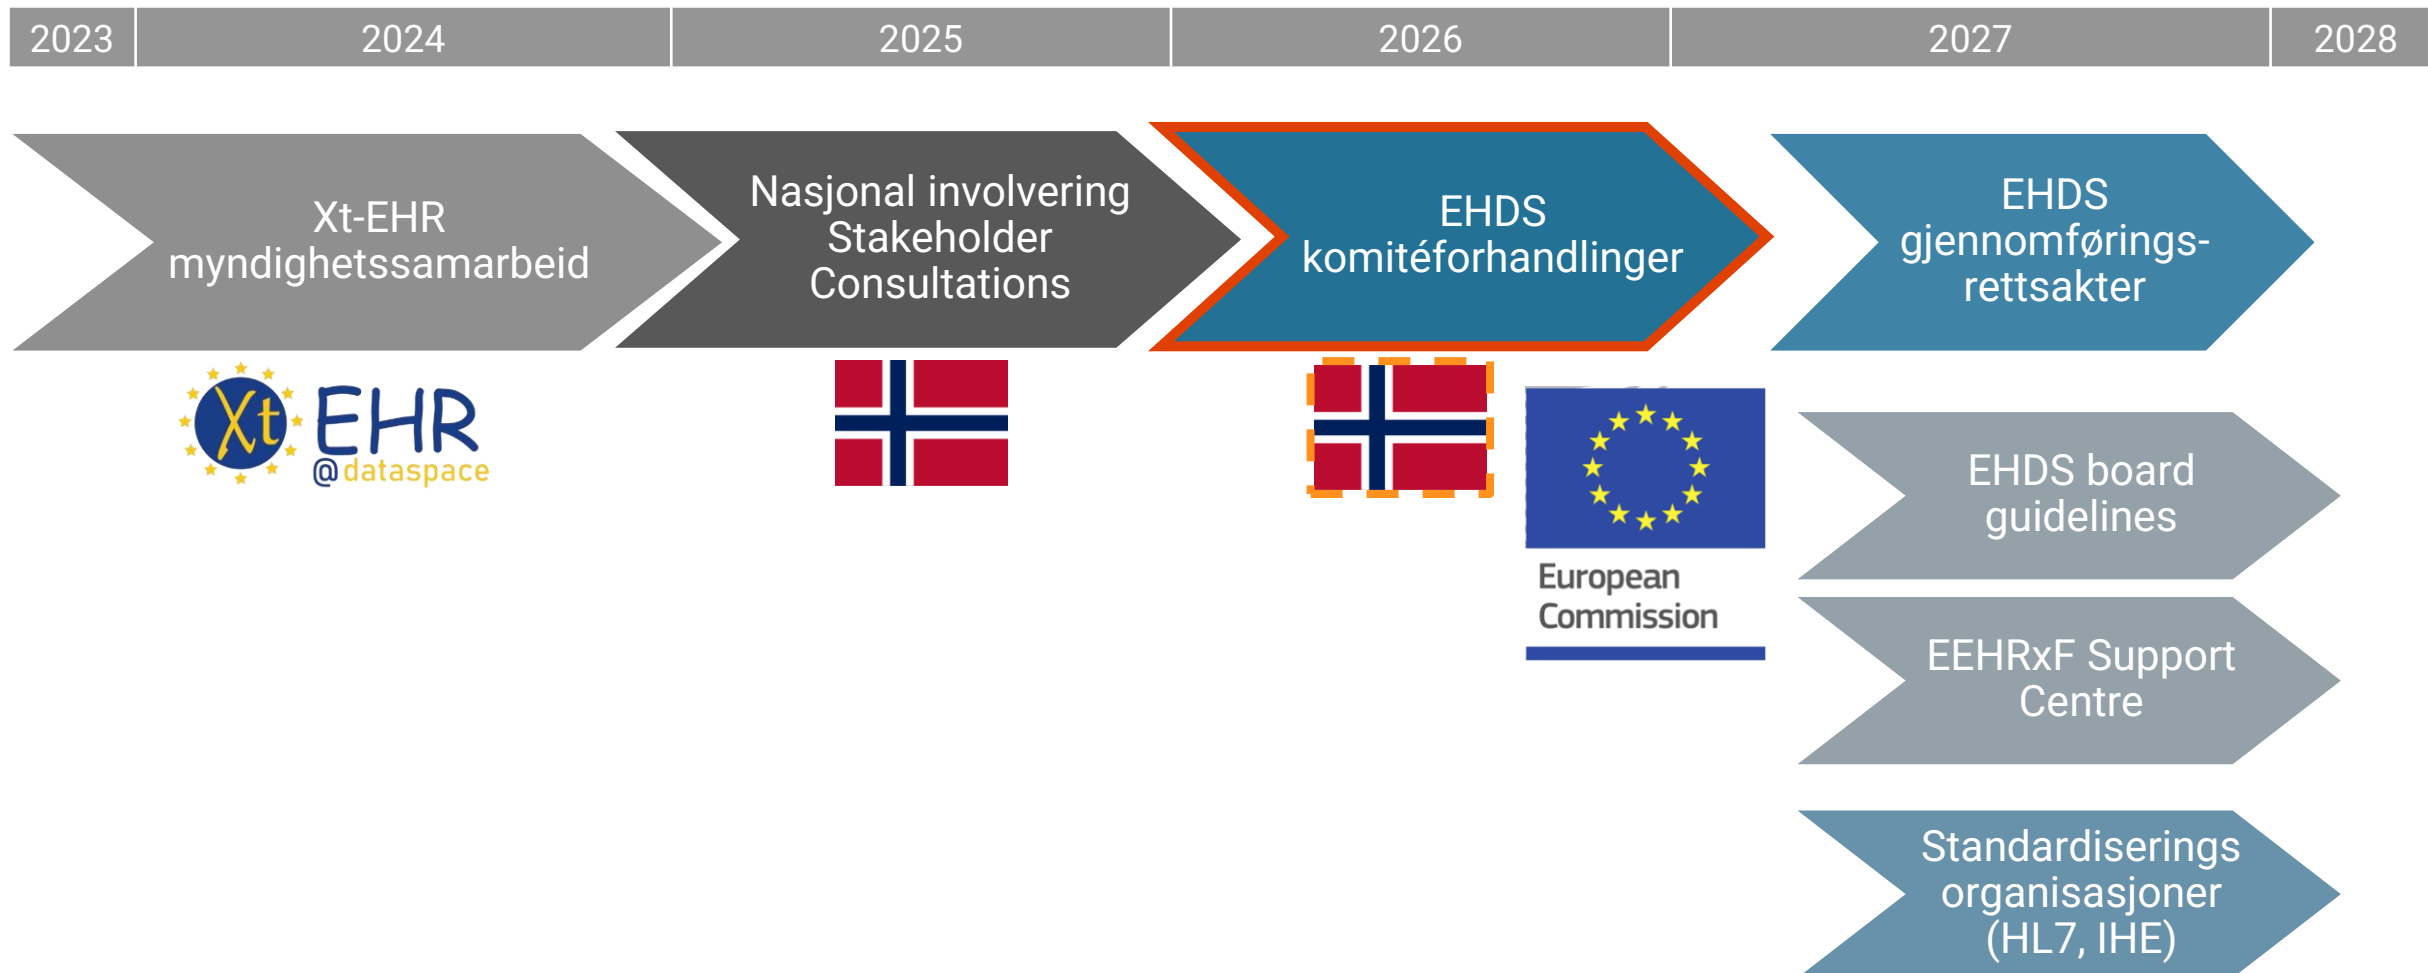 2023 2024 2025 2026 2027 2028
Xt-EHR
myndighetssamarbeid
Nasjonal involvering
Stakeholder
Consultations
EHDS
komitéforhandlinger
EHDS
gjennomførings-
rettsakter
Xt EHR
@dataspace
European
Commission
EHDS board
guidelines
EEHRxF Support
Centre
Standardiserings
organisasjoner
(HL7, IHE)